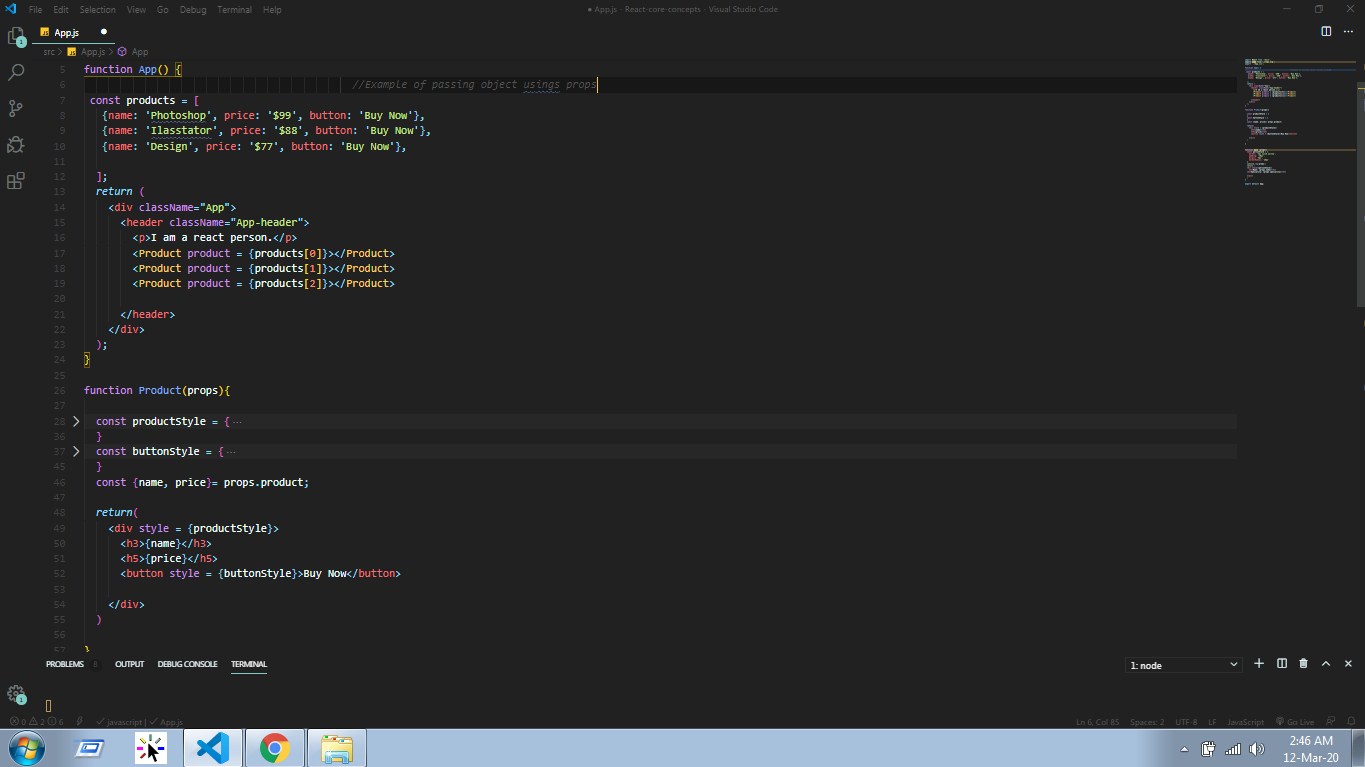 File Edit Selection View Go Debug Terminal Help
● App.js - React-core-concepts - Visual Studio Code
JS App.js ●
src > JS App.js > App
5 function App() {
6 //Example of passing object usings props
7 const products = [
8 {name: 'Photoshop', price: '$99', button: 'Buy Now'},
9 {name: 'Ilasstator', price: '$88', button: 'Buy Now'},
10 {name: 'Design', price: '$77', button: 'Buy Now'},
11
12 ];
13 return (
14 <div className="App">
15 <header className="App-header">
16 <p>I am a react person.</p>
17 <Product product = {products[0]}></Product>
18 <Product product = {products[1]}></Product>
19 <Product product = {products[2]}></Product>
20
21 </header>
22 </div>
23 );
24 }
25
26 function Product(props){
27
28 const productStyle = { ...
36 }
37 const buttonStyle = { ...
45 }
46 const {name, price}= props.product;
47
48 return(
49 <div style = {productStyle}>
50 <h3>{name}</h3>
51 <h5>{price}</h5>
52 <button style = {buttonStyle}>Buy Now</button>
53
54 </div>
55 )
56
57 }
PROBLEMS 8 OUTPUT DEBUG CONSOLE TERMINAL
1: node
1
0 2 6 javascript | App.js
Ln 6, Col 85 Spaces: 2 UTF-8 LF JavaScript Go Live
2:46 AM
12-Mar-20